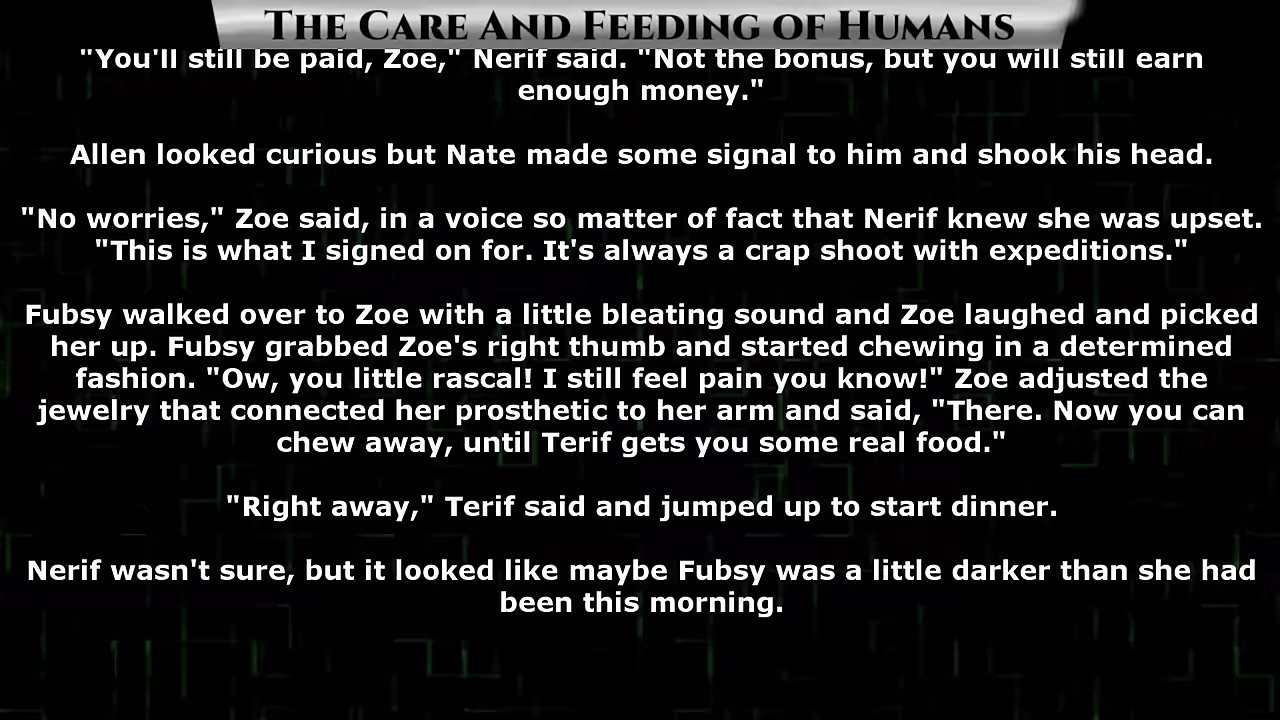 The Care And Feeding of Humans
"You'll still be paid, Zoe," Nerif said. "Not the bonus, but you will still earn
enough money."
Allen looked curious but Nate made some signal to him and shook his head.
"No worries," Zoe said, in a voice so matter of fact that Nerif knew she was upset.
"This is what I signed on for. It's always a crap shoot with expeditions."
Fubsy walked over to Zoe with a little bleating sound and Zoe laughed and picked
her up. Fubsy grabbed Zoe's right thumb and started chewing in a determined
fashion. "Ow, you little rascal! I still feel pain you know!" Zoe adjusted the
jewelry that connected her prosthetic to her arm and said, "There. Now you can
chew away, until Terif gets you some real food."
"Right away," Terif said and jumped up to start dinner.
Nerif wasn't sure, but it looked like maybe Fubsy was a little darker than she had
been this morning.